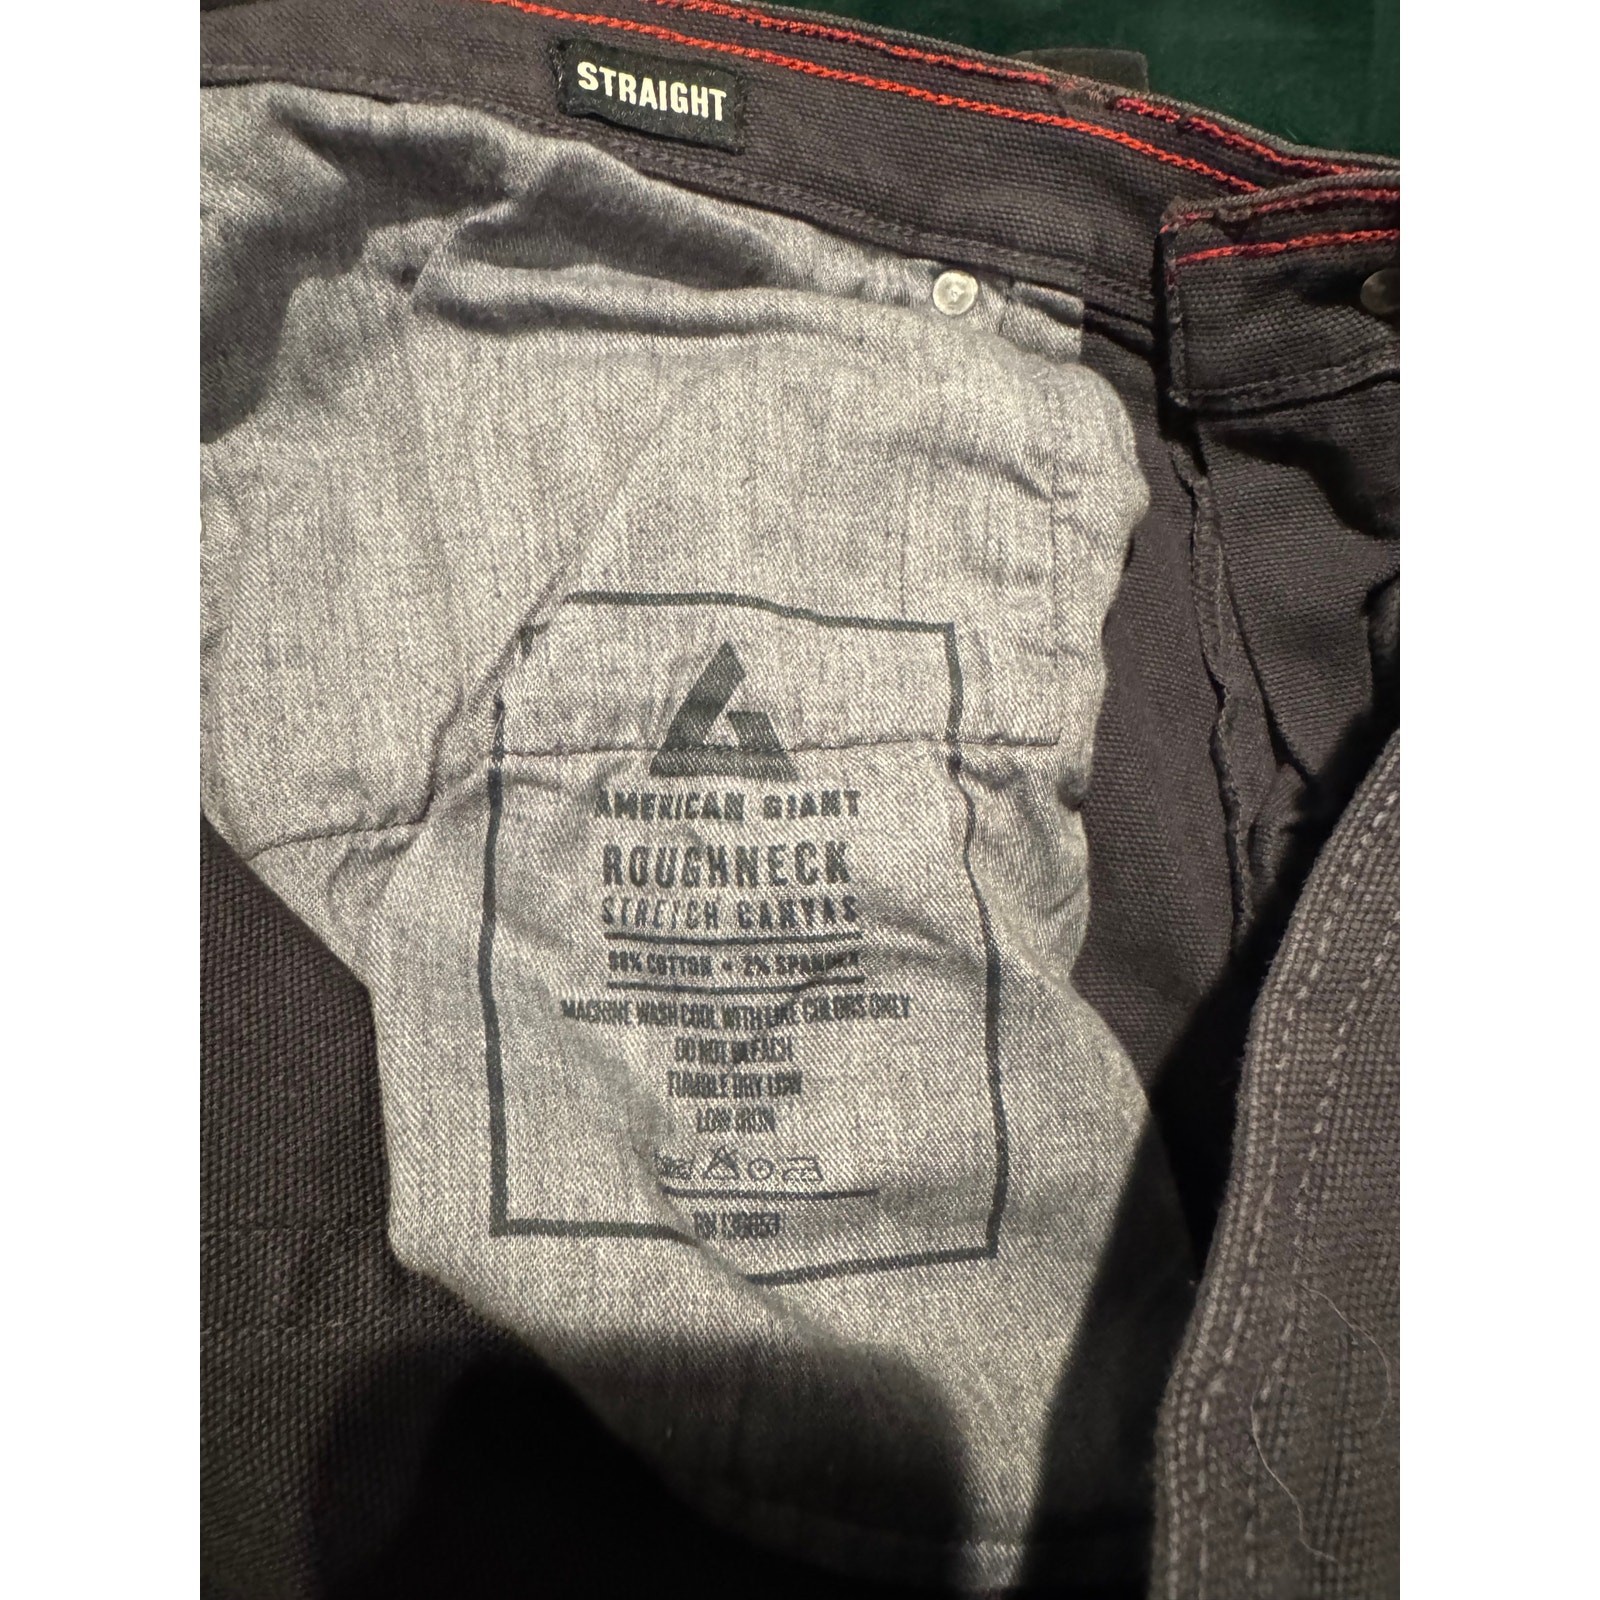 STRAIGHT
AMERICAN GIANT
ROUGHNECK
STRETCH CANVAS
98% COTTON • 2% SPANDEX
MACHINE WASH COOL WITH LIKE COLORS ONLY
DO NOT BLEACH
TUMBLE DRY LOW
LOW IRON
RN